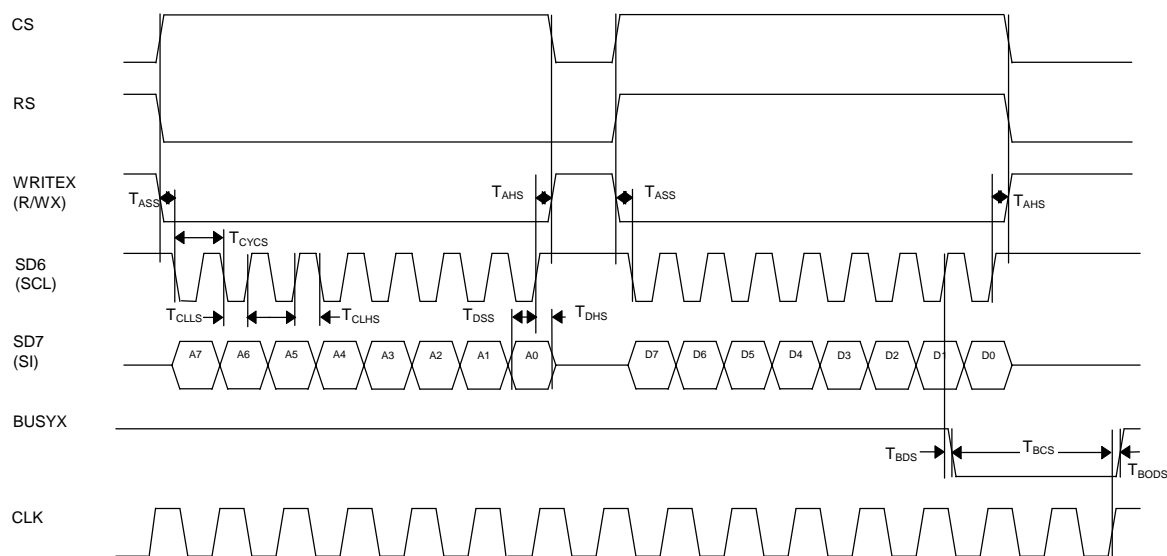 CS
RS
WRITEX
(R/WX)
TASS
TAHS
TASS
TAHS
TCYCS
SD6
(SCL)
TCLLS
TCLHS
TDSS
TDHS
SD7
(SI)
A7 A6 A5 A4 A3 A2 A1 A0 D7 D6 D5 D4 D3 D2 D1 D0
BUSYX
TBDS
TBCS
TBODS
CLK